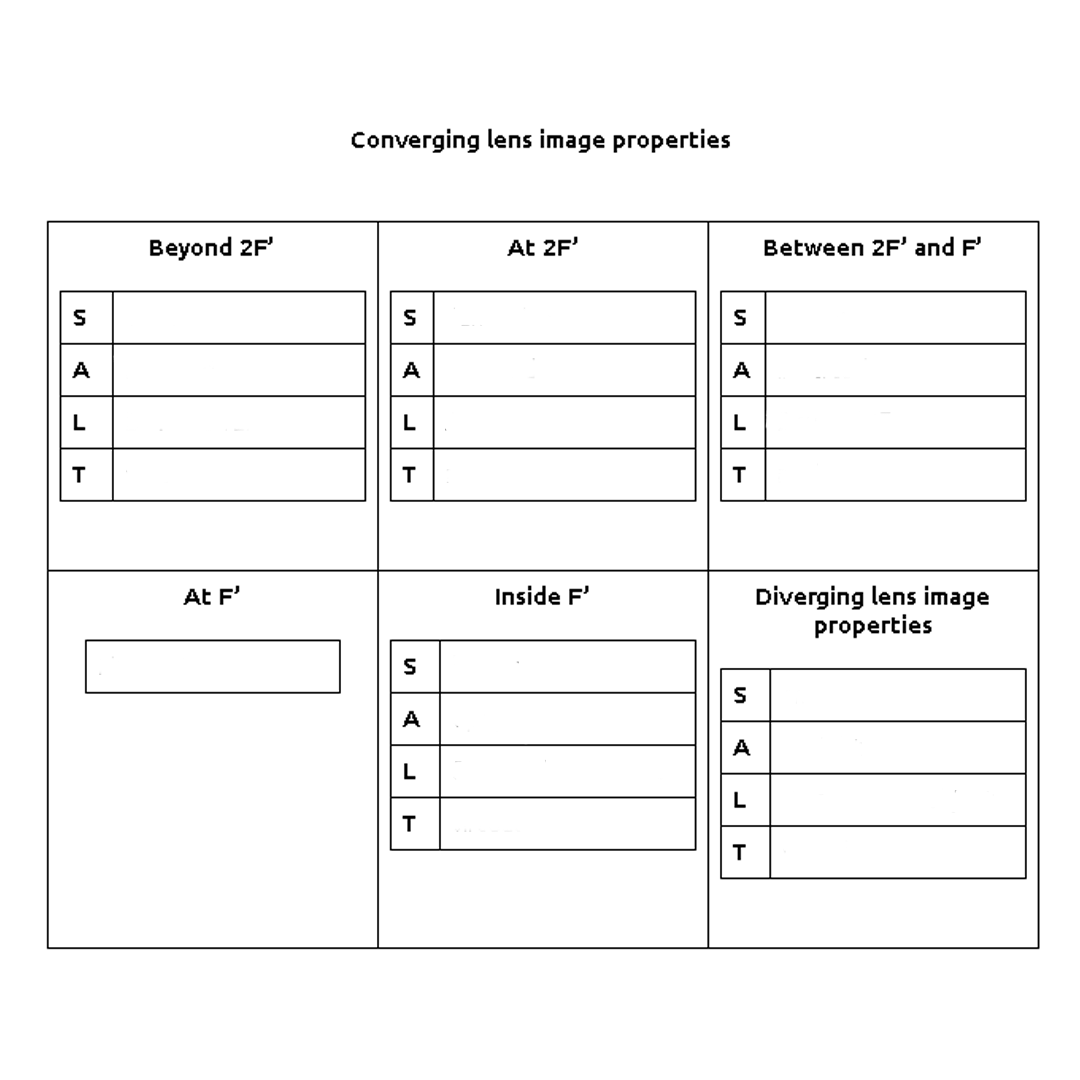 Converging lens image properties
Beyond 2F’
S
A
L
T
At 2F’
S
A
L
T
Between 2F’ and F’
S
A
L
T
At F’
Inside F’
S
A
L
T
Diverging lens image
properties
S
A
L
T